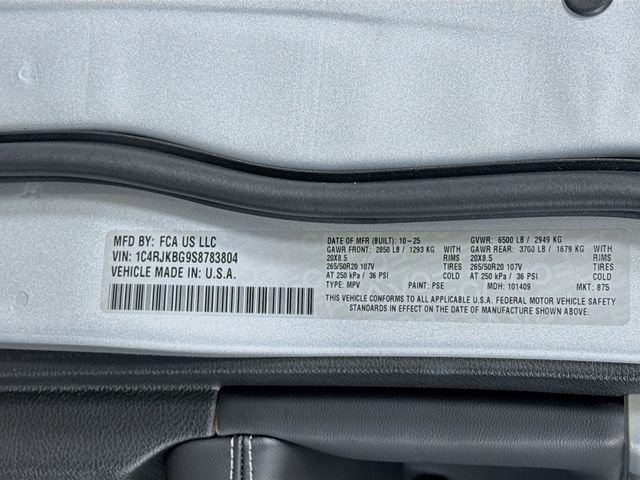 MFD BY: FCA US LLC
VIN: 1C4RJKBG9S8783804
VEHICLE MADE IN U.S.A.
DATE OF MFR (BUILT): 10-25
GAWR FRONT: 2850 LB / 1293 KG
20X8.5 RIMS
265/50R20 107V TIRES
AT 250 kPa / 36 PSI COLD
TYPE: MPV PAINT: PSE
GVWR: 6500 LB / 2949 KG
GAWR REAR: 3700 LB / 1679 KG
20X8.5 RIMS
265/50R20 107V TIRES
AT 250 kPa / 36 PSI COLD
MDH: 101409 MKT: 875
THIS VEHICLE CONFORMS TO ALL APPLICABLE U.S.A. FEDERAL MOTOR VEHICLE SAFETY
STANDARDS IN EFFECT ON THE DATE OF MANUFACTURE SHOWN ABOVE.